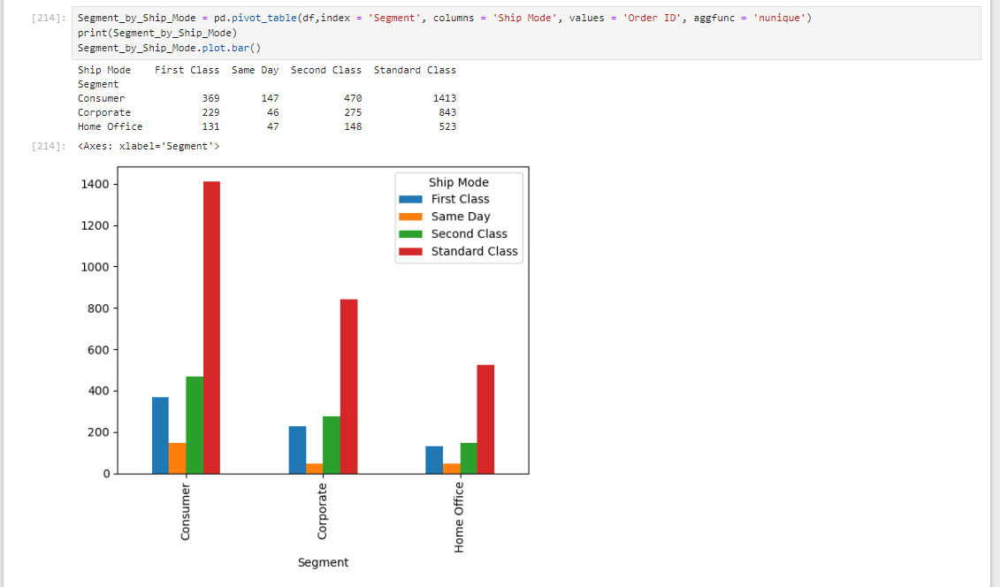 [214]: Segment_by_Ship_Mode = pd.pivot_table(df,index = 'Segment', columns = 'Ship Mode', values = 'Order ID', aggfunc = 'nunique')
print(Segment_by_Ship_Mode)
Segment_by_Ship_Mode.plot.bar()
Ship Mode    First Class  Same Day  Second Class  Standard Class
Segment
Consumer             369       147           470            1413
Corporate            229        46           275             843
Home Office          131        47           148             523
[214]: <Axes: xlabel='Segment'>
Ship Mode
First Class
Same Day
Second Class
Standard Class
1400
1200
1000
800
600
400
200
0
Consumer
Corporate
Home Office
Segment